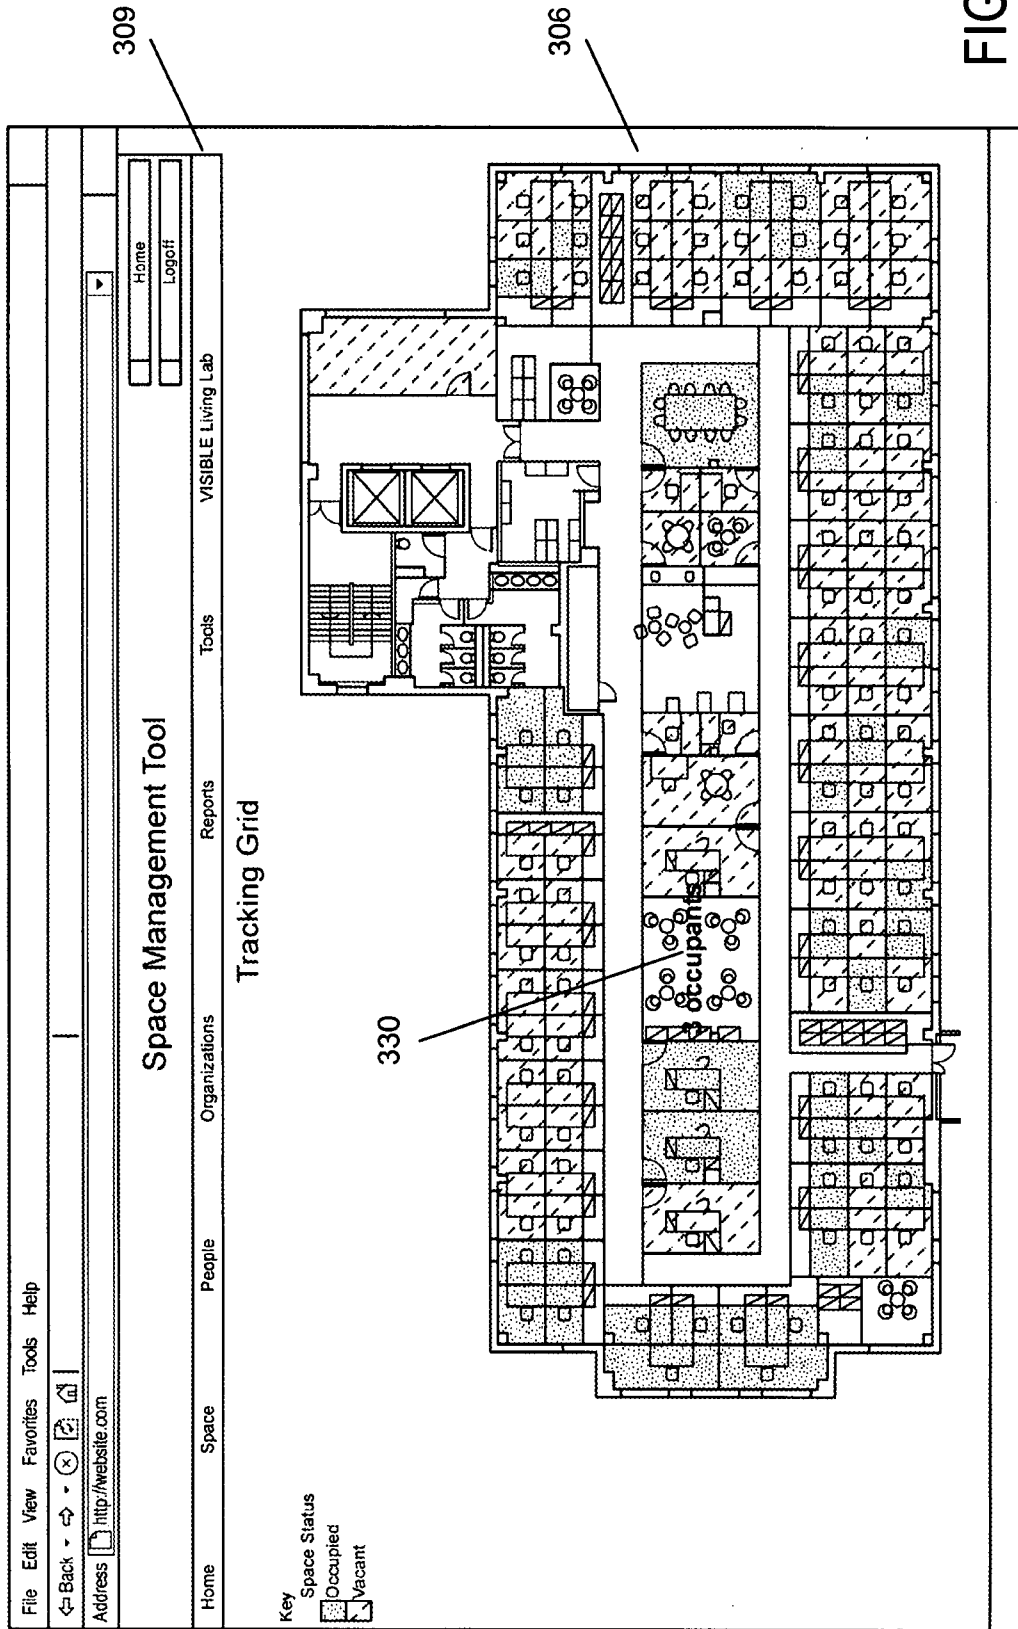 File Edit View Favorites Tools Help
Back
Address http://website.com
Space Management Tool
Home
Logoff
Home Space People Organizations Reports Tools VISIBLE Living Lab
309
Tracking Grid
Key
Space Status
Occupied
Vacant
330
3 occupants
306
FIG